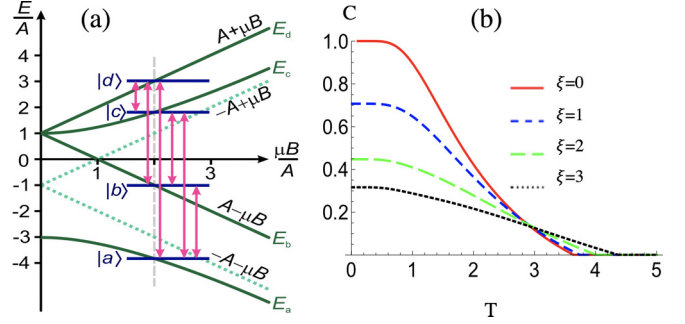 E/A
(a)
A+μB
E_d
4
3
2
1
0
-1
-2
-3
-4
|d⟩
E_c
|c⟩
-A+μB
1
3
μB/A
|b⟩
A-μB
E_b
-A-μB
|a⟩
E_a
C
(b)
1.0
0.8
0.6
0.4
0.2
ξ=0
ξ=1
ξ=2
ξ=3
0
1
2
3
4
5
T